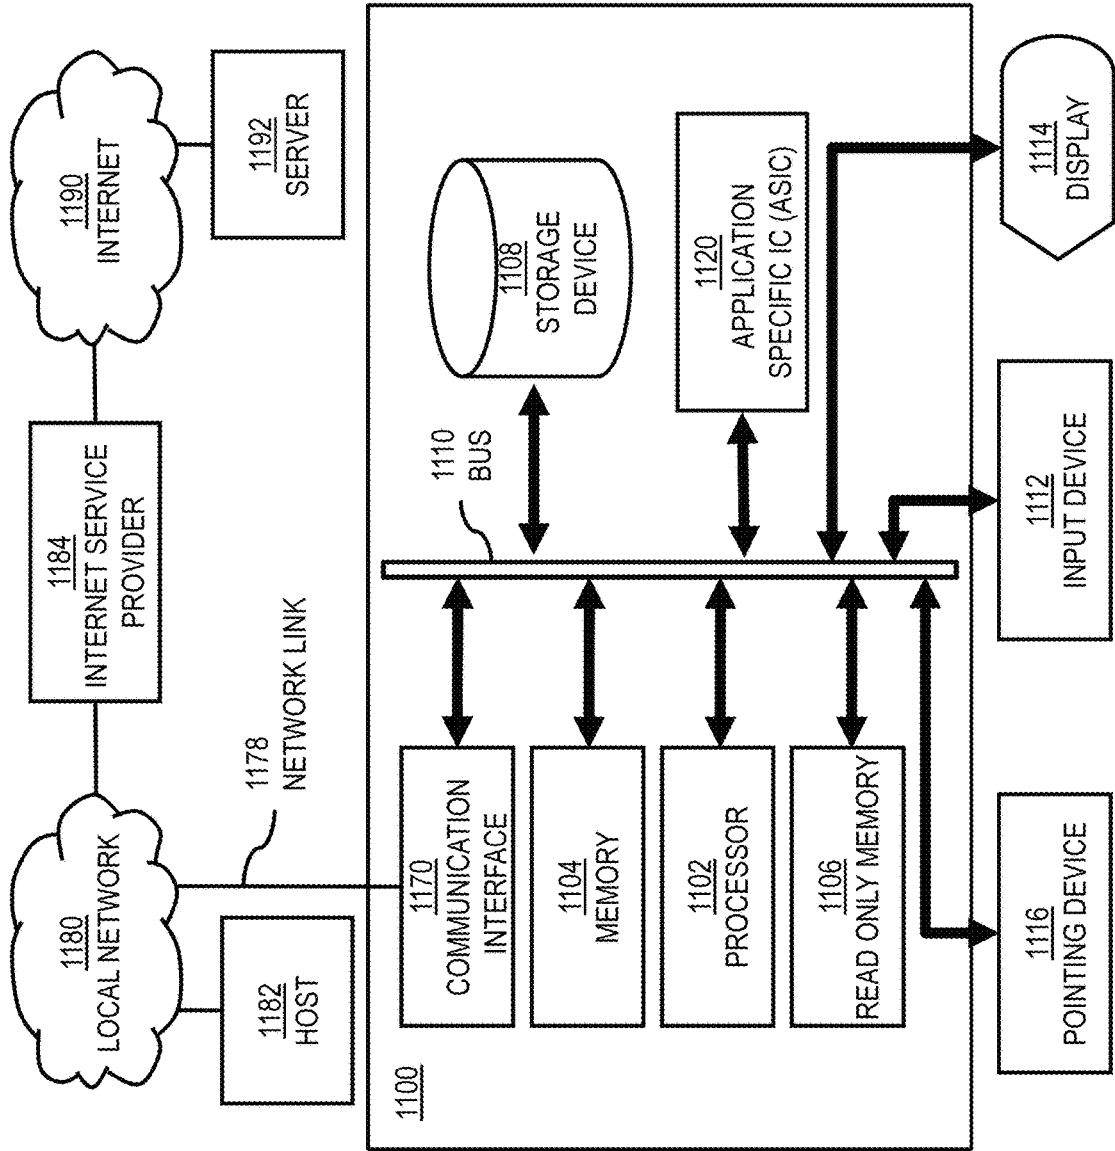 1100
1180
LOCAL NETWORK
1184
INTERNET SERVICE
PROVIDER
1190
INTERNET
1182
HOST
1178
NETWORK LINK
1192
SERVER
1170
COMMUNICATION
INTERFACE
1104
MEMORY
1102
PROCESSOR
1106
READ ONLY MEMORY
1110
BUS
1108
STORAGE
DEVICE
1120
APPLICATION
SPECIFIC IC (ASIC)
1116
POINTING DEVICE
1112
INPUT DEVICE
1114
DISPLAY